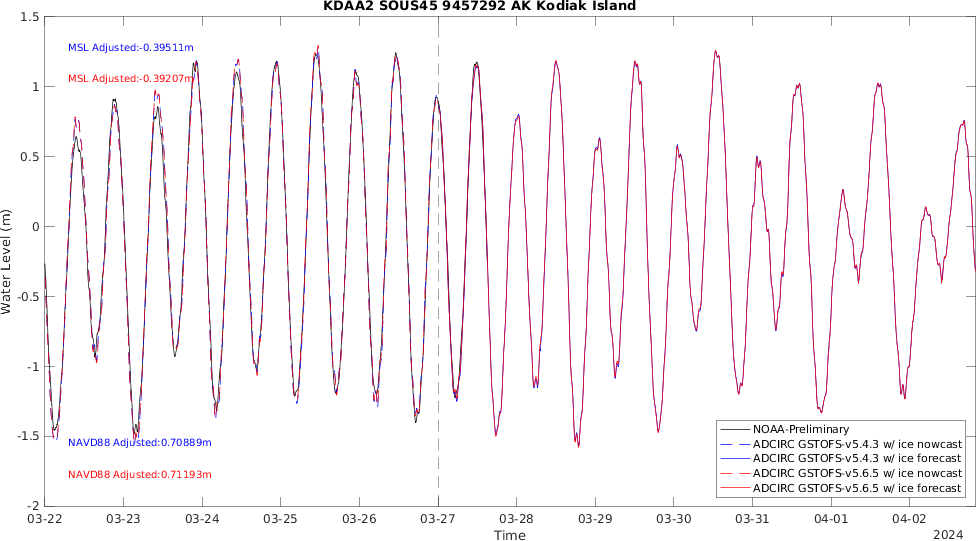 KDAA2 SOUS45 9457292 AK Kodiak Island
1.5
1
0.5
0
-0.5
-1
-1.5
-2
Water Level (m)
MSL Adjusted:-0.39511m
MSL Adjusted:-0.39207m
NAVD88 Adjusted:0.70889m
NAVD88 Adjusted:0.71193m
NOAA-Preliminary
ADCIRC GSTOFS-v5.4.3 w/ ice nowcast
ADCIRC GSTOFS-v5.4.3 w/ ice forecast
ADCIRC GSTOFS-v5.6.5 w/ ice nowcast
ADCIRC GSTOFS-v5.6.5 w/ ice forecast
03-22 03-23 03-24 03-25 03-26 03-27 03-28 03-29 03-30 03-31 04-01 04-02
Time
2024